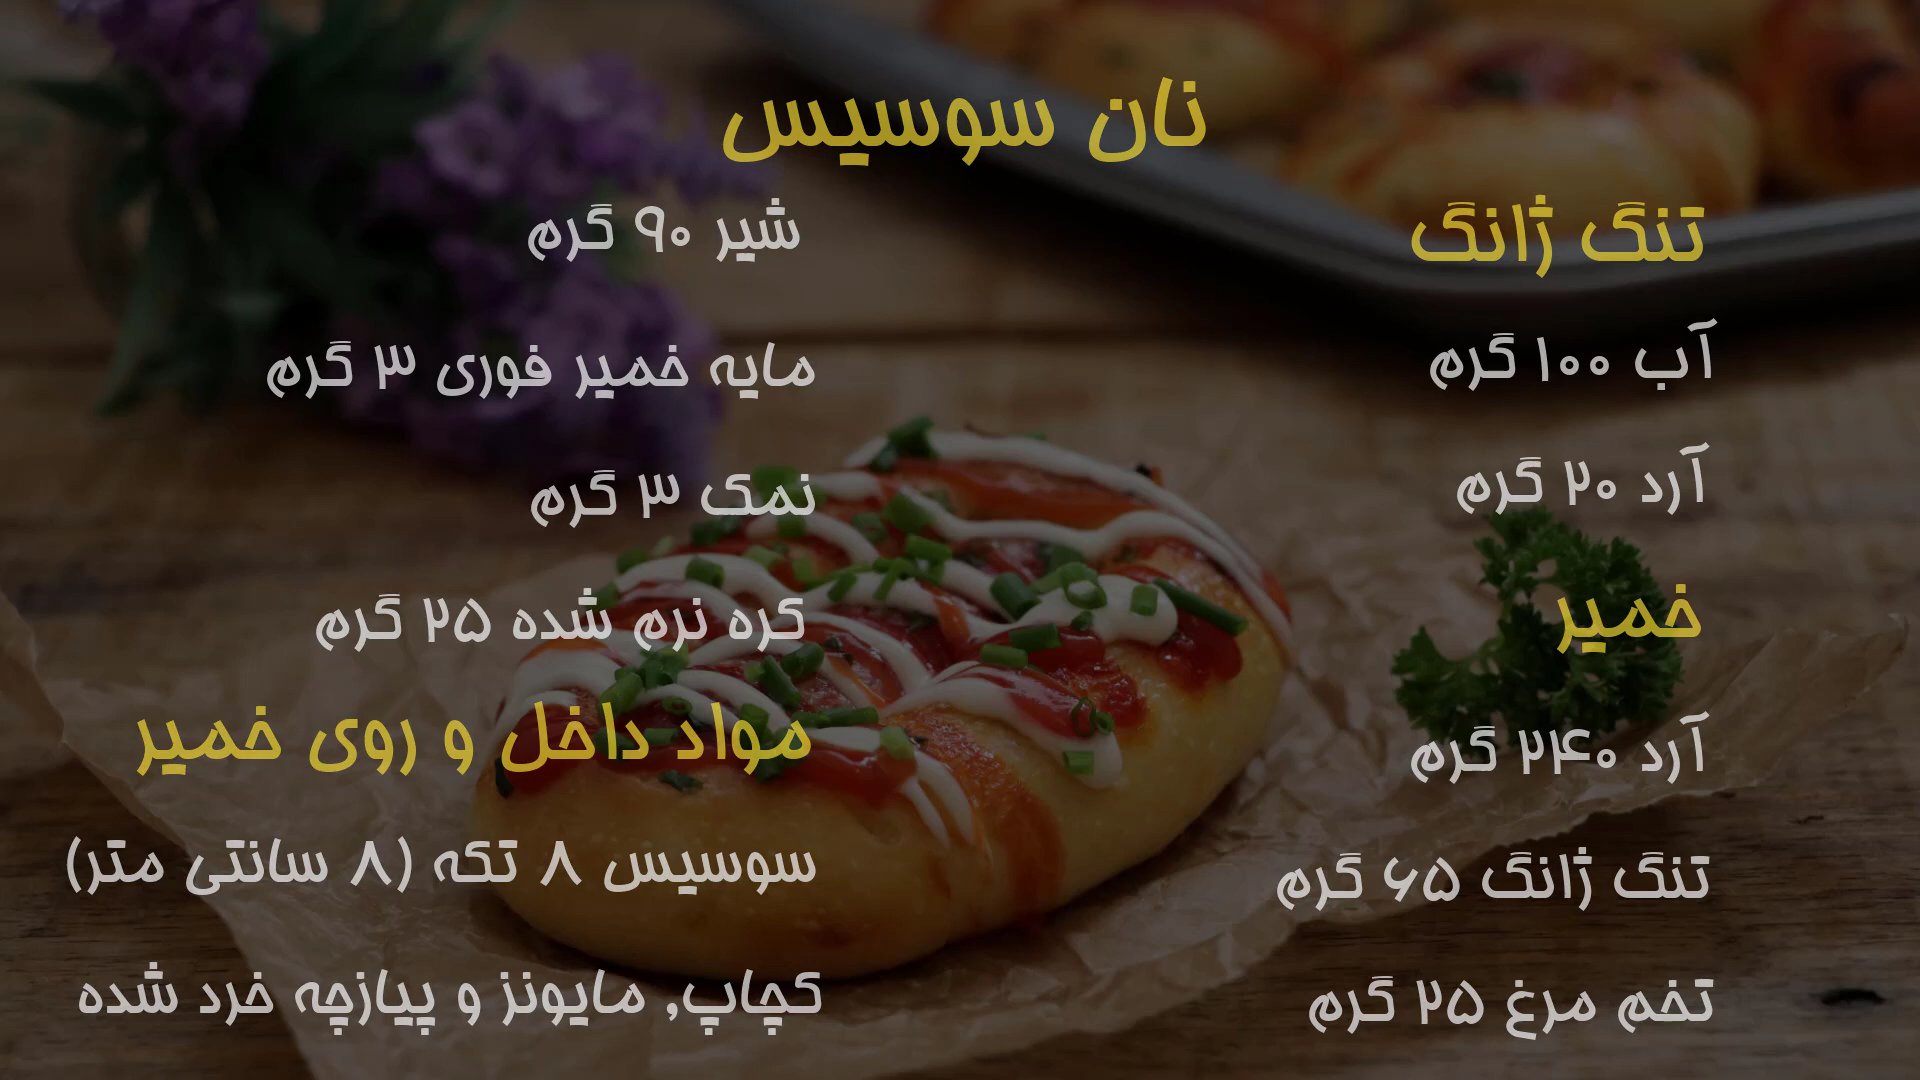 نان سوسیس
تنگ ژانگ
آب ۱۰۰ گرم
آرد ۲۰ گرم
خمیر
آرد ۲۴۰ گرم
تنگ ژانگ ۶۵ گرم
تخم مرغ ۲۵ گرم
شیر ۹۰ گرم
مایه خمیر فوری ۳ گرم
نمک ۳ گرم
کره نرم شده ۲۵ گرم
مواد داخل و روی خمیر
سوسیس ۸ تکه (۸ سانتی متر)
کچاپ, مایونز و پیازچه خرد شده